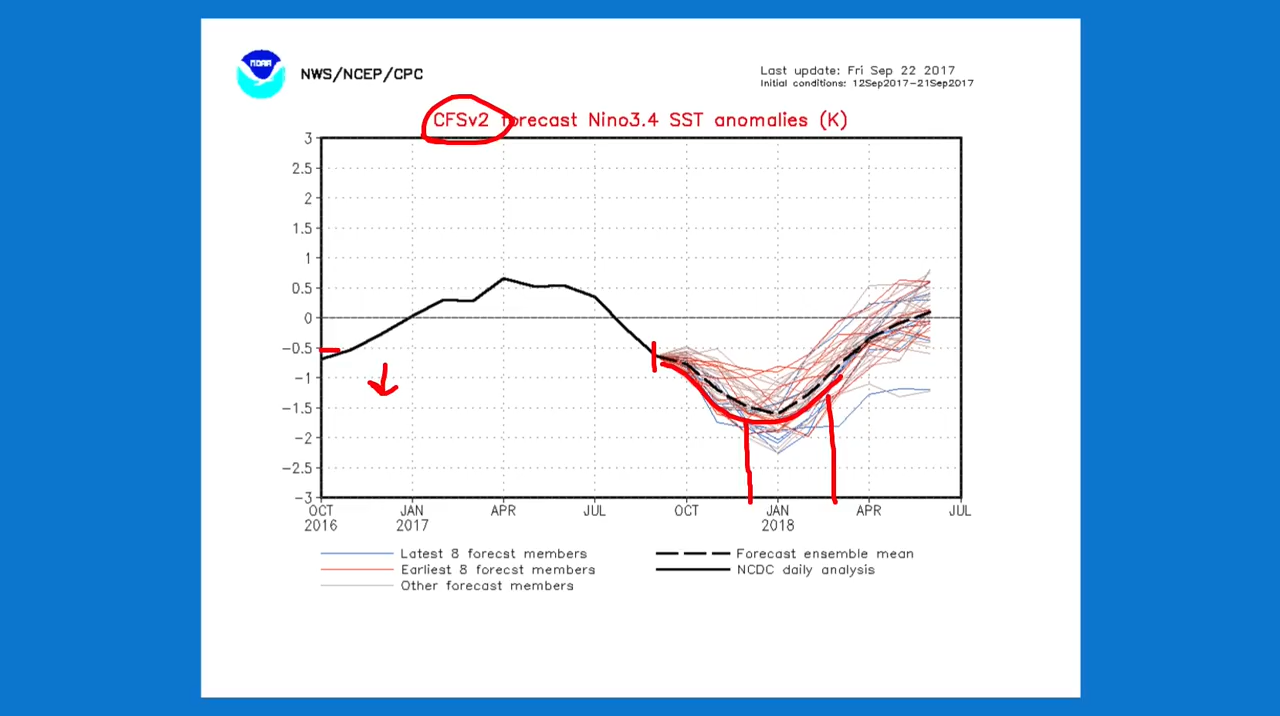 NOAA
NWS/NCEP/CPC
Last update: Fri Sep 22 2017
Initial conditions: 12Sep2017-21Sep2017
CFSv2 forecast Nino3.4 SST anomalies (K)
3
2.5
2
1.5
1
0.5
0
-0.5
-1
-1.5
-2
-2.5
-3
OCT JAN APR JUL OCT JAN APR JUL
2016 2017 2018
Latest 8 forecst members
Earliest 8 forecst members
Other forecast members
Forecast ensemble mean
NCDC daily analysis